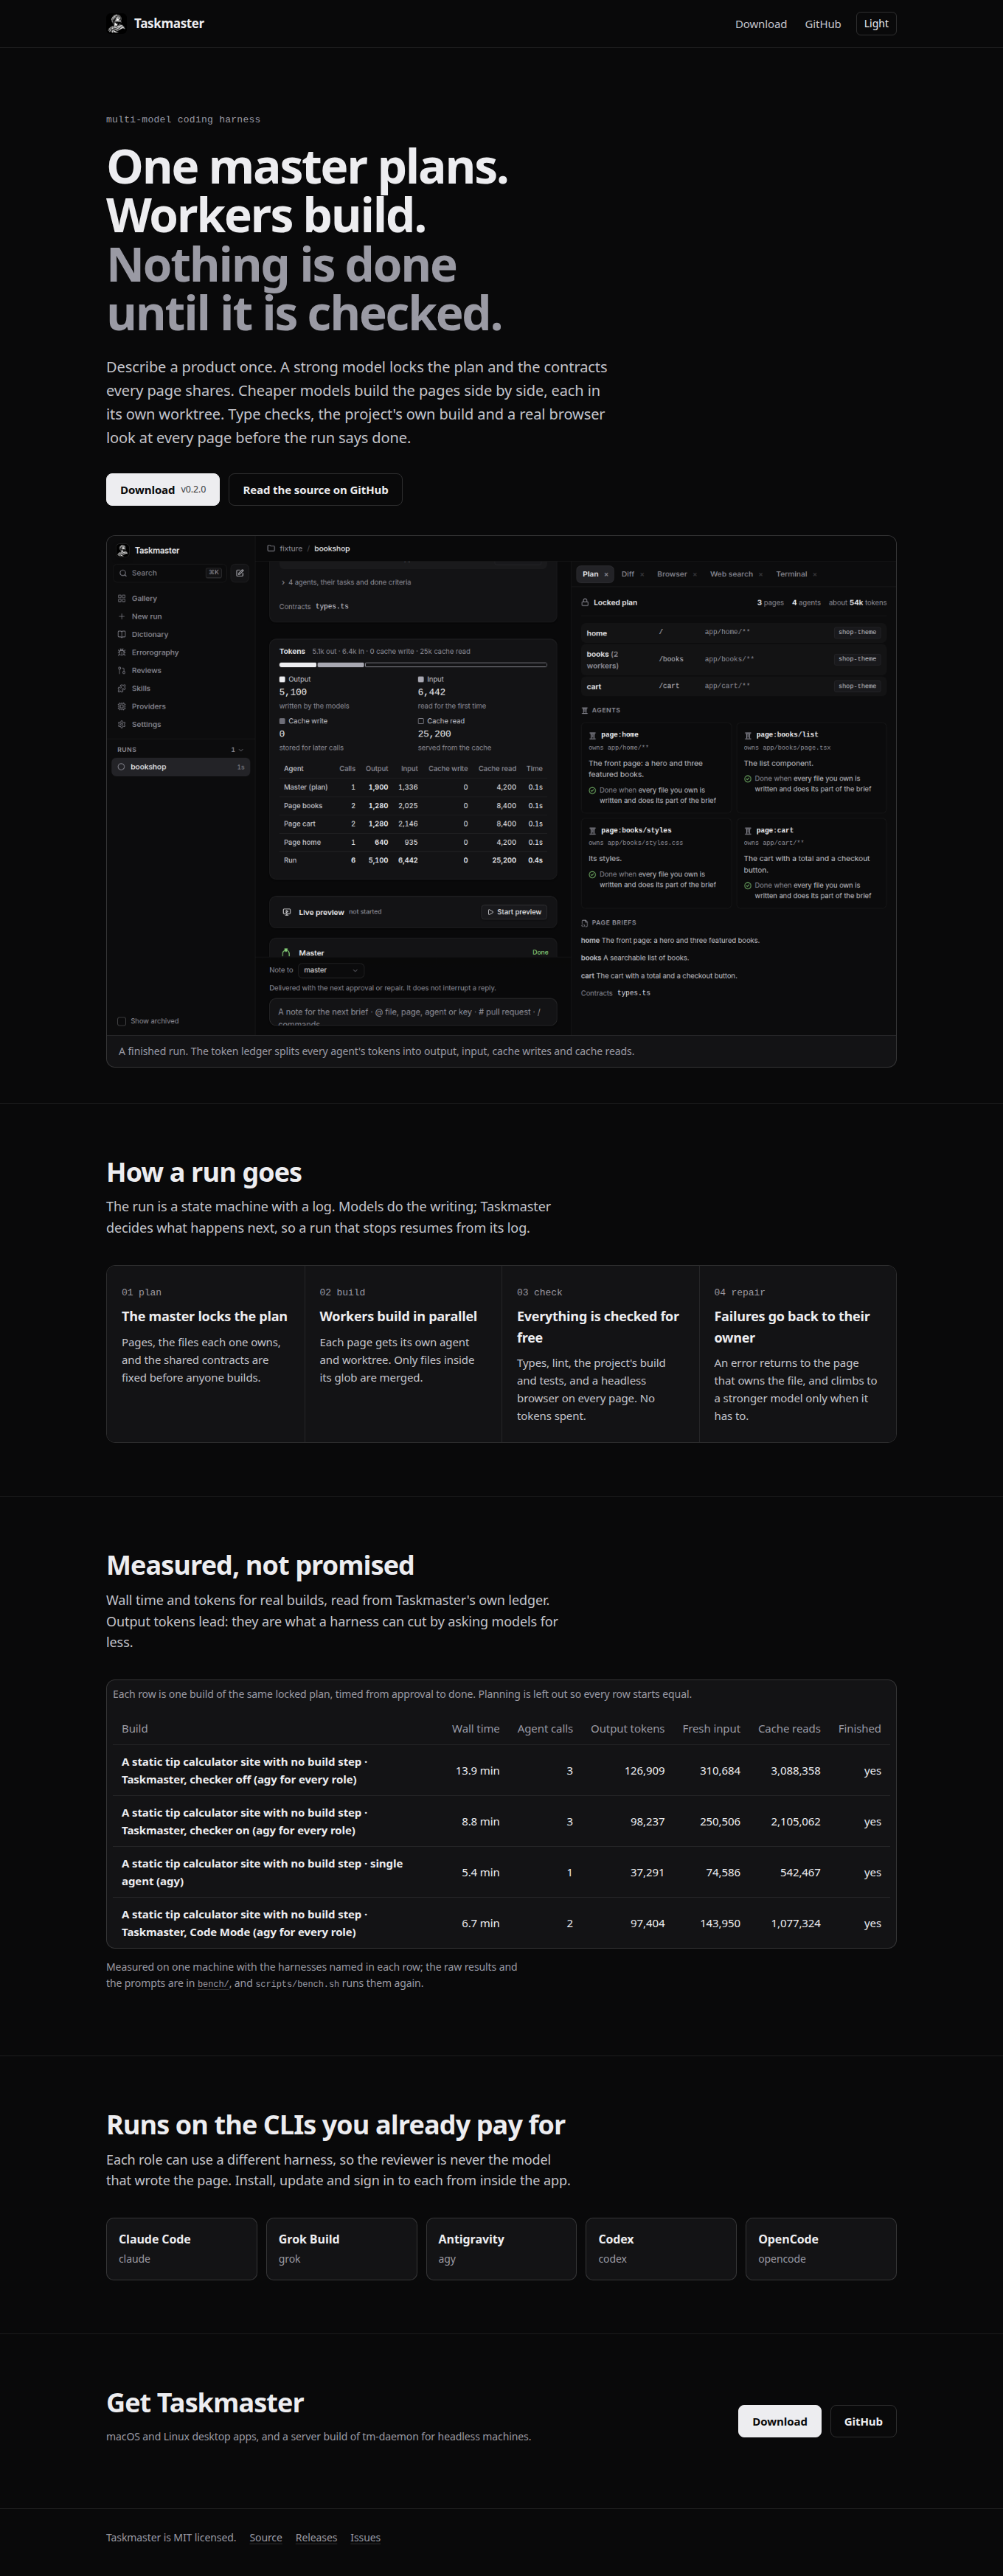 Taskmaster
Download GitHub Light
multi-model coding harness
One master plans.
Workers build.
Nothing is done
until it is checked.
Describe a product once. A strong model locks the plan and the contracts
every page shares. Cheaper models build the pages side by side, each in
its own worktree. Type checks, the project's own build and a real browser
look at every page before the run says done.
Download v0.2.0
Read the source on GitHub
Taskmaster
Search ⌘K
Gallery
New run
Dictionary
Errorography
Reviews
Skills
Providers
Settings
RUNS 1
bookshop 1s
Show archived
fixture / bookshop
4 agents, their tasks and done criteria
Contracts types.ts
Tokens 5.1k out · 6.4k in · 0 cache write · 25k cache read
Output
5,100
written by the models
Input
6,442
read for the first time
Cache write
0
stored for later calls
Cache read
25,200
served from the cache
Agent Calls Output Input Cache write Cache read Time
Master (plan) 1 1,900 1,336 0 4,200 0.1s
Page books 2 1,280 2,025 0 8,400 0.1s
Page cart 2 1,280 2,146 0 8,400 0.1s
Page home 1 640 935 0 4,200 0.1s
Run 6 5,100 6,442 0 25,200 0.4s
Live preview not started Start preview
Master Done
Note to master
Delivered with the next approval or repair. It does not interrupt a reply.
A note for the next brief · @ file, page, agent or key · # pull request · /
commands
Plan × Diff × Browser × Web search × Terminal ×
Locked plan 3 pages 4 agents about 54k tokens
home / app/home/** shop-theme
books (2
workers) /books app/books/** shop-theme
cart /cart app/cart/** shop-theme
AGENTS
page:home
owns app/home/**
The front page: a hero and three
featured books.
Done when every file you own is
written and does its part of the brief
page:books/list
owns app/books/page.tsx
The list component.
Done when every file you own is
written and does its part of the brief
page:books/styles
owns app/books/styles.css
Its styles.
Done when every file you own is
written and does its part of the brief
page:cart
owns app/cart/**
The cart with a total and a checkout
button.
Done when every file you own is
written and does its part of the brief
PAGE BRIEFS
home The front page: a hero and three featured books.
books A searchable list of books.
cart The cart with a total and a checkout button.
Contracts types.ts
A finished run. The token ledger splits every agent's tokens into output, input, cache writes and cache reads.
How a run goes
The run is a state machine with a log. Models do the writing; Taskmaster
decides what happens next, so a run that stops resumes from its log.
01 plan
The master locks the plan
Pages, the files each one owns,
and the shared contracts are
fixed before anyone builds.
02 build
Workers build in parallel
Each page gets its own agent
and worktree. Only files inside
its glob are merged.
03 check
Everything is checked for
free
Types, lint, the project's build
and tests, and a headless
browser on every page. No
tokens spent.
04 repair
Failures go back to their
owner
An error returns to the page
that owns the file, and climbs to
a stronger model only when it
has to.
Measured, not promised
Wall time and tokens for real builds, read from Taskmaster's own ledger.
Output tokens lead: they are what a harness can cut by asking models for
less.
Each row is one build of the same locked plan, timed from approval to done. Planning is left out so every row starts equal.
Build Wall time Agent calls Output tokens Fresh input Cache reads Finished
A static tip calculator site with no build step ·
Taskmaster, checker off (agy for every role) 13.9 min 3 126,909 310,684 3,088,358 yes
A static tip calculator site with no build step ·
Taskmaster, checker on (agy for every role) 8.8 min 3 98,237 250,506 2,105,062 yes
A static tip calculator site with no build step · single
agent (agy) 5.4 min 1 37,291 74,586 542,467 yes
A static tip calculator site with no build step ·
Taskmaster, Code Mode (agy for every role) 6.7 min 2 97,404 143,950 1,077,324 yes
Measured on one machine with the harnesses named in each row; the raw results and
the prompts are in bench/, and scripts/bench.sh runs them again.
Runs on the CLIs you already pay for
Each role can use a different harness, so the reviewer is never the model
that wrote the page. Install, update and sign in to each from inside the app.
Claude Code
claude
Grok Build
grok
Antigravity
agy
Codex
codex
OpenCode
opencode
Get Taskmaster
macOS and Linux desktop apps, and a server build of tm-daemon for headless machines.
Download GitHub
Taskmaster is MIT licensed. Source Releases Issues